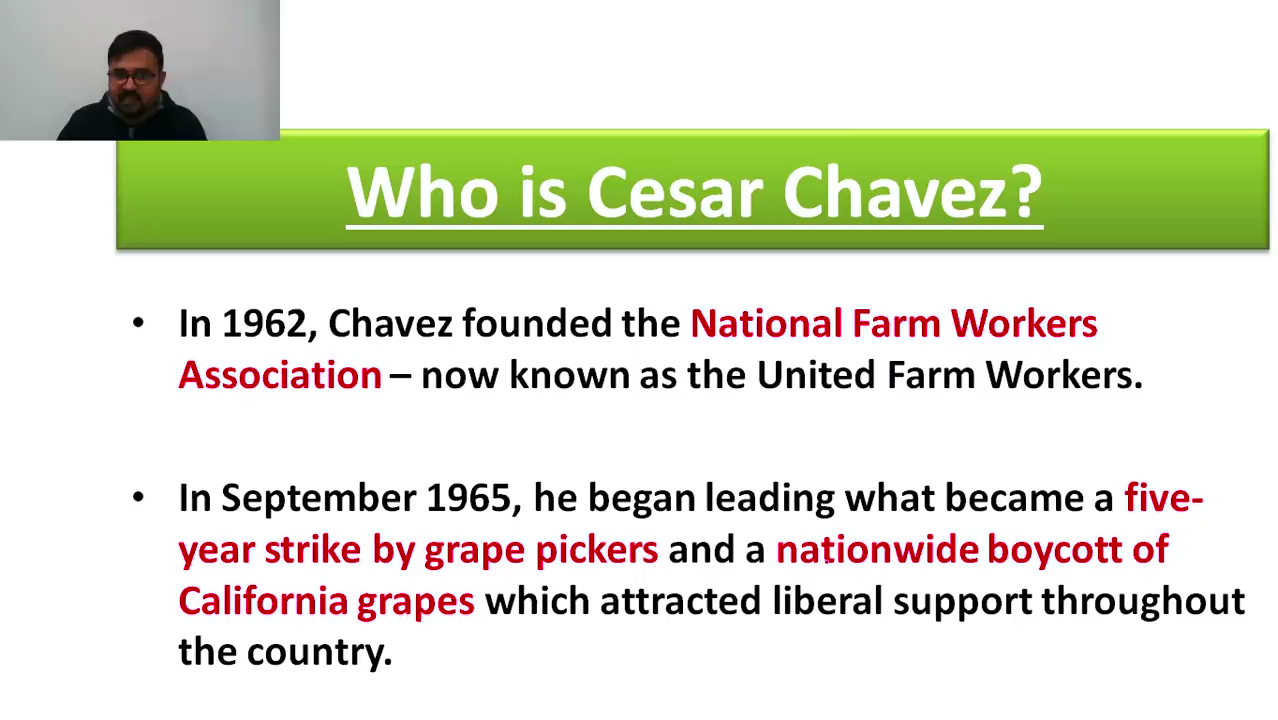 Who is Cesar Chavez?
• In 1962, Chavez founded the National Farm Workers
Association – now known as the United Farm Workers.
• In September 1965, he began leading what became a five-
year strike by grape pickers and a nationwide boycott of
California grapes which attracted liberal support throughout
the country.